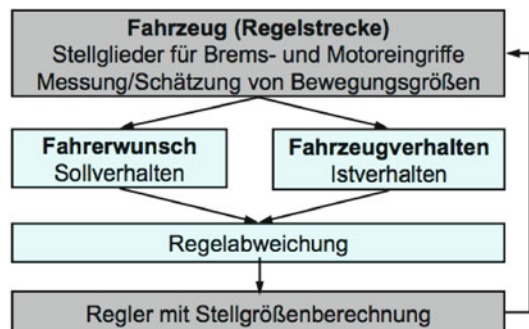 Fahrzeug (Regelstrecke)
Stellglieder für Brems- und Motoreingriffe
Messung/Schätzung von Bewegungsgrößen
Fahrerwunsch
Sollverhalten
Fahrzeugverhalten
Istverhalten
Regelabweichung
Regler mit Stellgrößenberechnung